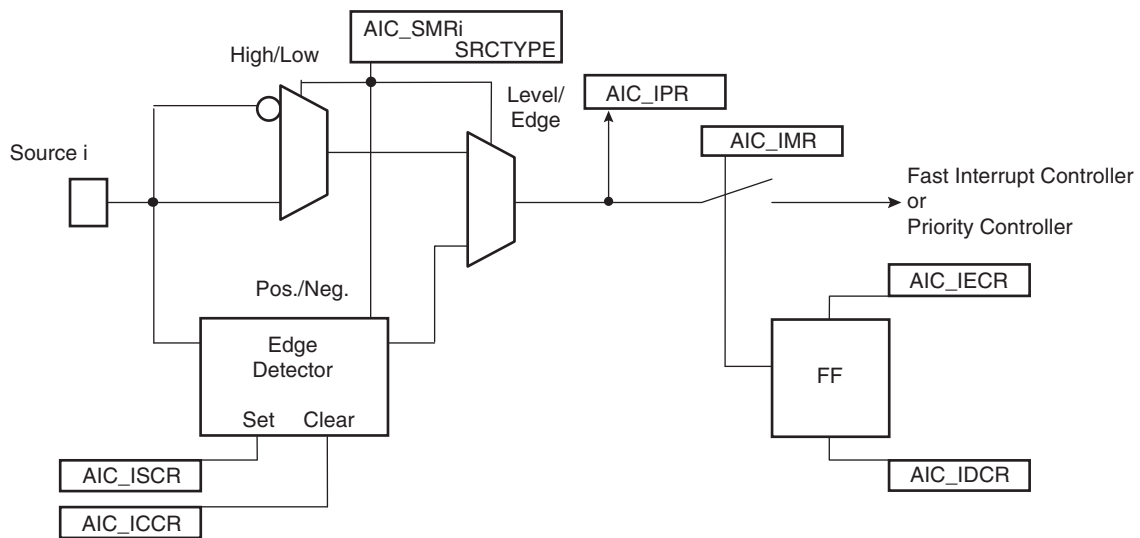 AIC_SMRi
SRCTYPE
High/Low
Level/
Edge
AIC_IPR
AIC_IMR
Source i
Fast Interrupt Controller
or
Priority Controller
Pos./Neg.
AIC_IECR
Edge
Detector
FF
Set Clear
AIC_ISCR
AIC_IDCR
AIC_ICCR